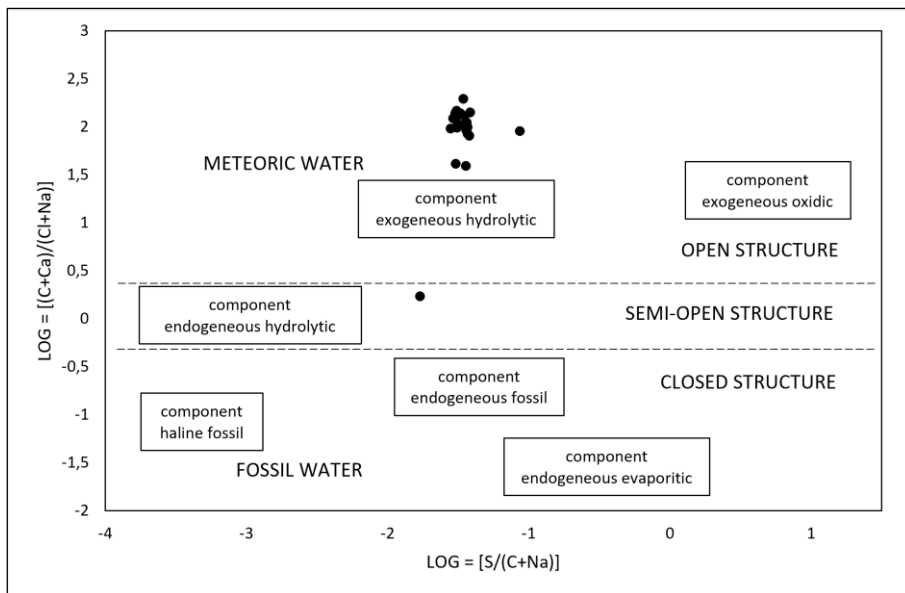 3
2,5
2
1,5
1
0,5
0
-0,5
-1
-1,5
-2
LOG = [(C+Ca)/(Cl+Na)]
METEORIC WATER
component
exogeneous hydrolytic
component
exogeneous oxidic
OPEN STRUCTURE
component
endogeneous hydrolytic
SEMI-OPEN STRUCTURE
component
endogeneous fossil
CLOSED STRUCTURE
component
haline fossil
FOSSIL WATER
component
endogeneous evaporitic
-4
-3
-2
-1
0
1
LOG = [S/(C+Na)]